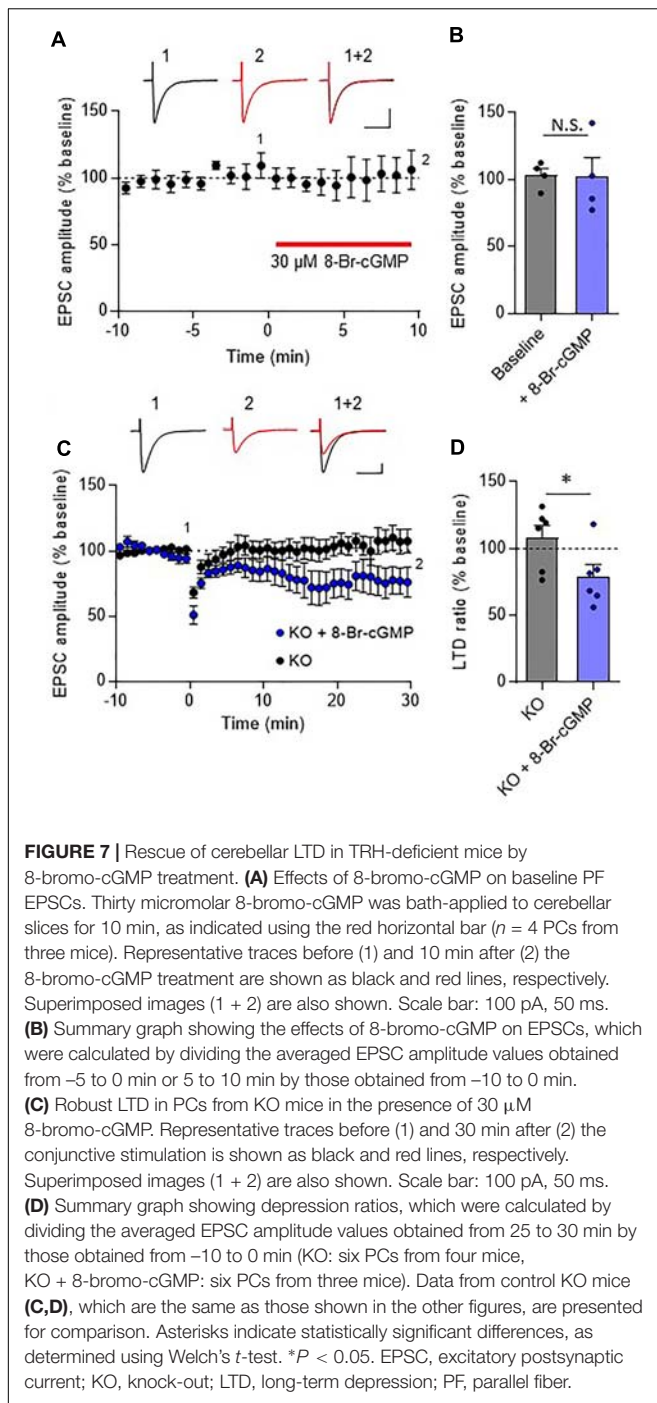 A
1 2 1+2
EPSC amplitude (% baseline)
150
100
50
0
1
2
30 µM 8-Br-cGMP
-10 -5 0 5 10
Time (min)
B
EPSC amplitude (% baseline)
150
100
50
0
N.S.
Baseline
+ 8-Br-cGMP
C
1 2 1+2
EPSC amplitude (% baseline)
150
100
50
0
1
2
KO + 8-Br-cGMP
KO
-10 0 10 20 30
Time (min)
D
LTD ratio (% baseline)
150
100
50
0
*
KO
KO + 8-Br-cGMP
FIGURE 7 | Rescue of cerebellar LTD in TRH-deficient mice by
8-bromo-cGMP treatment. (A) Effects of 8-bromo-cGMP on baseline PF
EPSCs. Thirty micromolar 8-bromo-cGMP was bath-applied to cerebellar
slices for 10 min, as indicated using the red horizontal bar (n = 4 PCs from
three mice). Representative traces before (1) and 10 min after (2) the
8-bromo-cGMP treatment are shown as black and red lines, respectively.
Superimposed images (1 + 2) are also shown. Scale bar: 100 pA, 50 ms.
(B) Summary graph showing the effects of 8-bromo-cGMP on EPSCs, which
were calculated by dividing the averaged EPSC amplitude values obtained
from –5 to 0 min or 5 to 10 min by those obtained from –10 to 0 min.
(C) Robust LTD in PCs from KO mice in the presence of 30 µM
8-bromo-cGMP. Representative traces before (1) and 30 min after (2) the
conjunctive stimulation is shown as black and red lines, respectively.
Superimposed images (1 + 2) are also shown. Scale bar: 100 pA, 50 ms.
(D) Summary graph showing depression ratios, which were calculated by
dividing the averaged EPSC amplitude values obtained from 25 to 30 min by
those obtained from –10 to 0 min (KO: six PCs from four mice,
KO + 8-bromo-cGMP: six PCs from three mice). Data from control KO mice
(C,D), which are the same as those shown in the other figures, are presented
for comparison. Asterisks indicate statistically significant differences, as
determined using Welch's t-test. *P < 0.05. EPSC, excitatory postsynaptic
current; KO, knock-out; LTD, long-term depression; PF, parallel fiber.